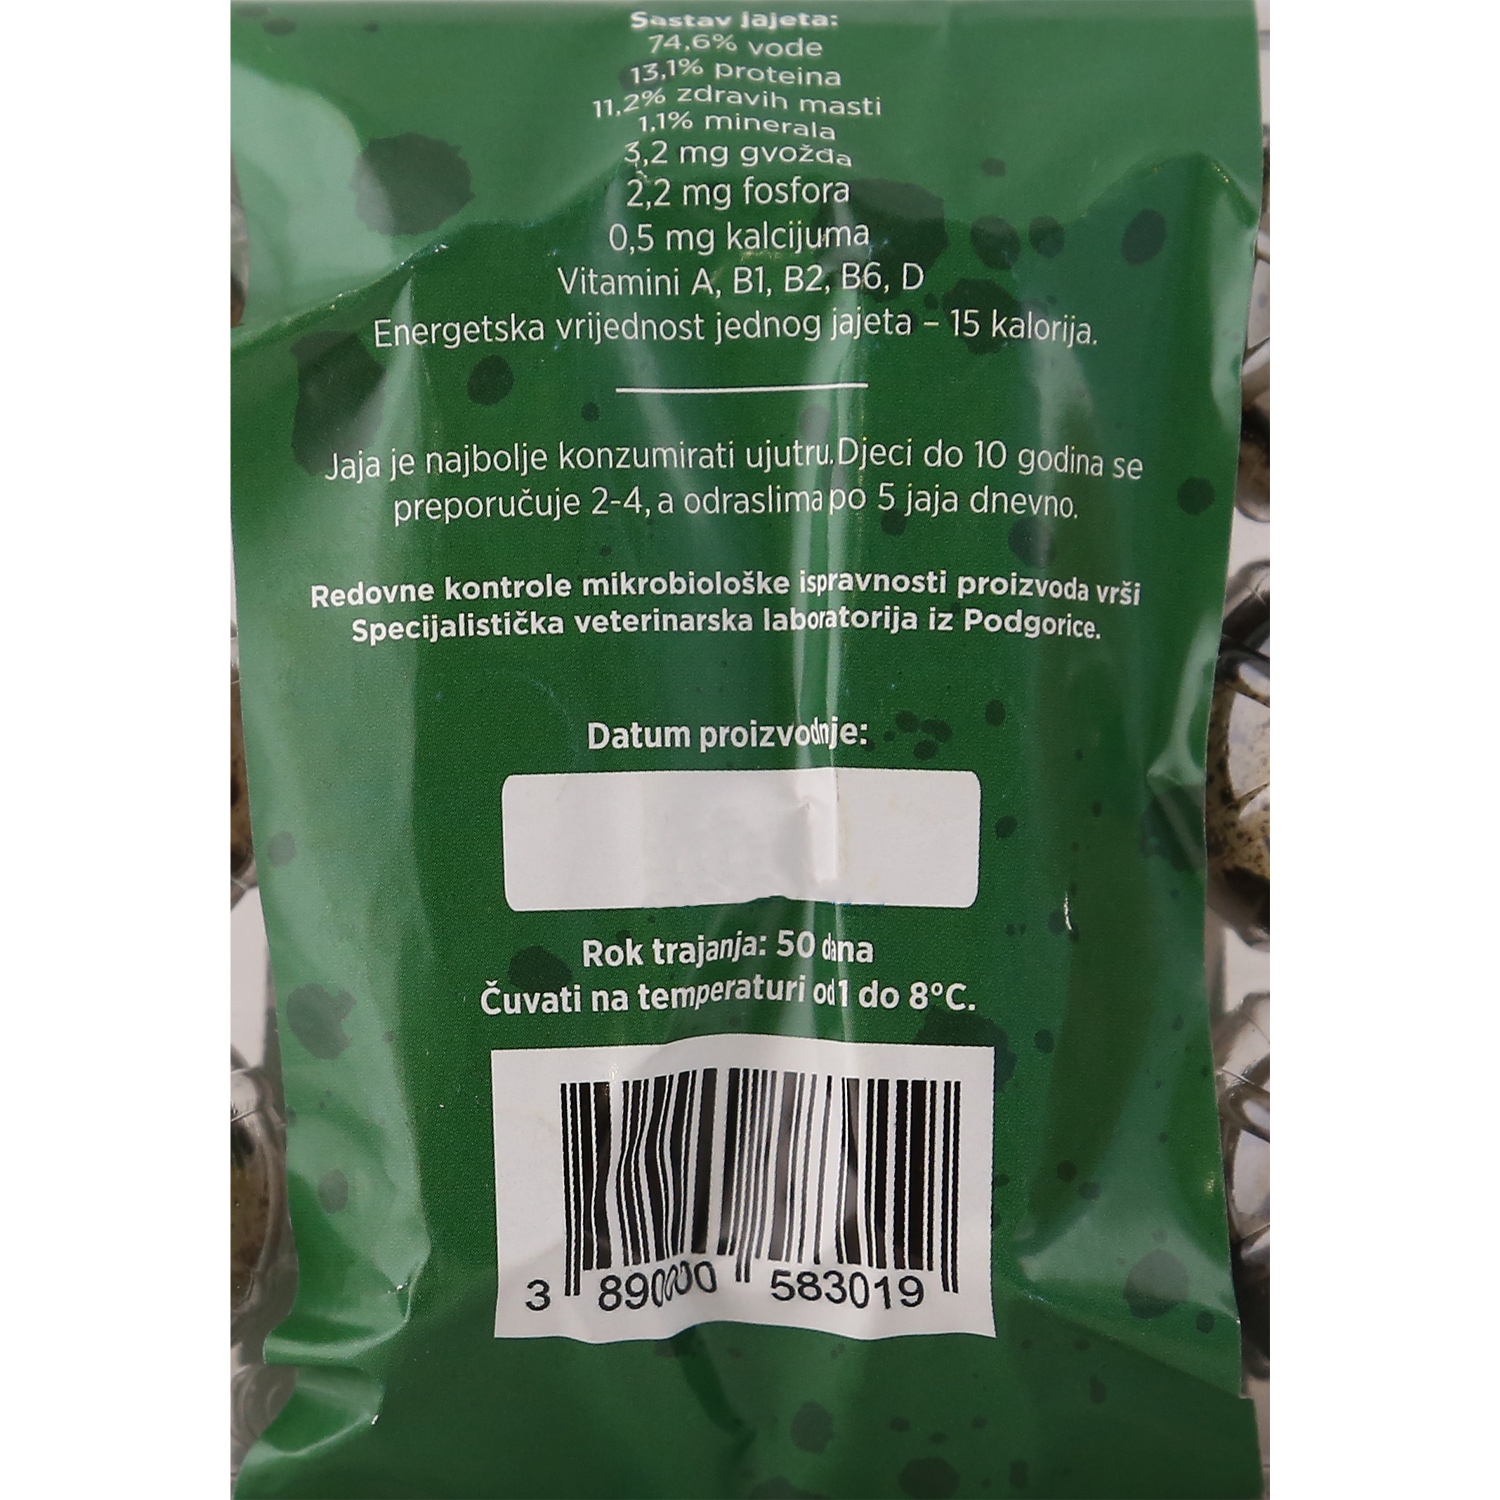 Sastav jajeta:
74,6% vode
13,1% proteina
11,2% zdravih masti
1,1% minerala
3,2 mg gvožđa
2,2 mg fosfora
0,5 mg kalcijuma
Vitamini A, B1, B2, B6, D
Energetska vrijednost jednog jajeta – 15 kalorija.
Jaja je najbolje konzumirati ujutru. Djeci do 10 godina se
preporučuje 2-4, a odraslima po 5 jaja dnevno.
Redovne kontrole mikrobiološke ispravnosti proizvoda vrši
Specijalistička veterinarska laboratorija iz Podgorice.
Datum proizvodnje:
Rok trajanja: 50 dana
Čuvati na temperaturi od 1 do 8°C.
3 890000 583019